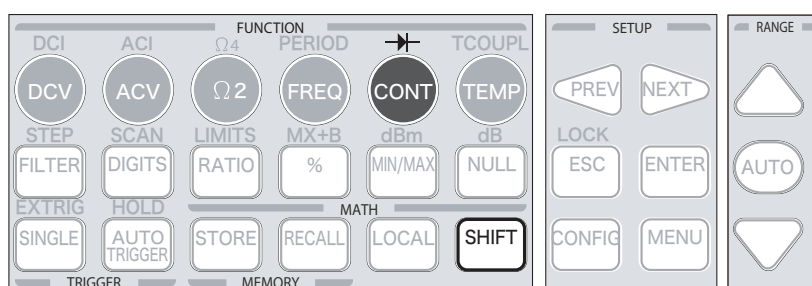 FUNCTION SETUP RANGE
DCI ACI Ω4 PERIOD TCOUPL
DCV ACV Ω2 FREQ CONT TEMP PREV NEXT
STEP SCAN LIMITS MX+B dBm dB LOCK
FILTER DIGITS RATIO % MIN/MAX NULL ESC ENTER AUTO
EXTRIG HOLD MATH
SINGLE AUTO TRIGGER STORE RECALL LOCAL SHIFT CONFIG MENU
TRIGGER MEMORY